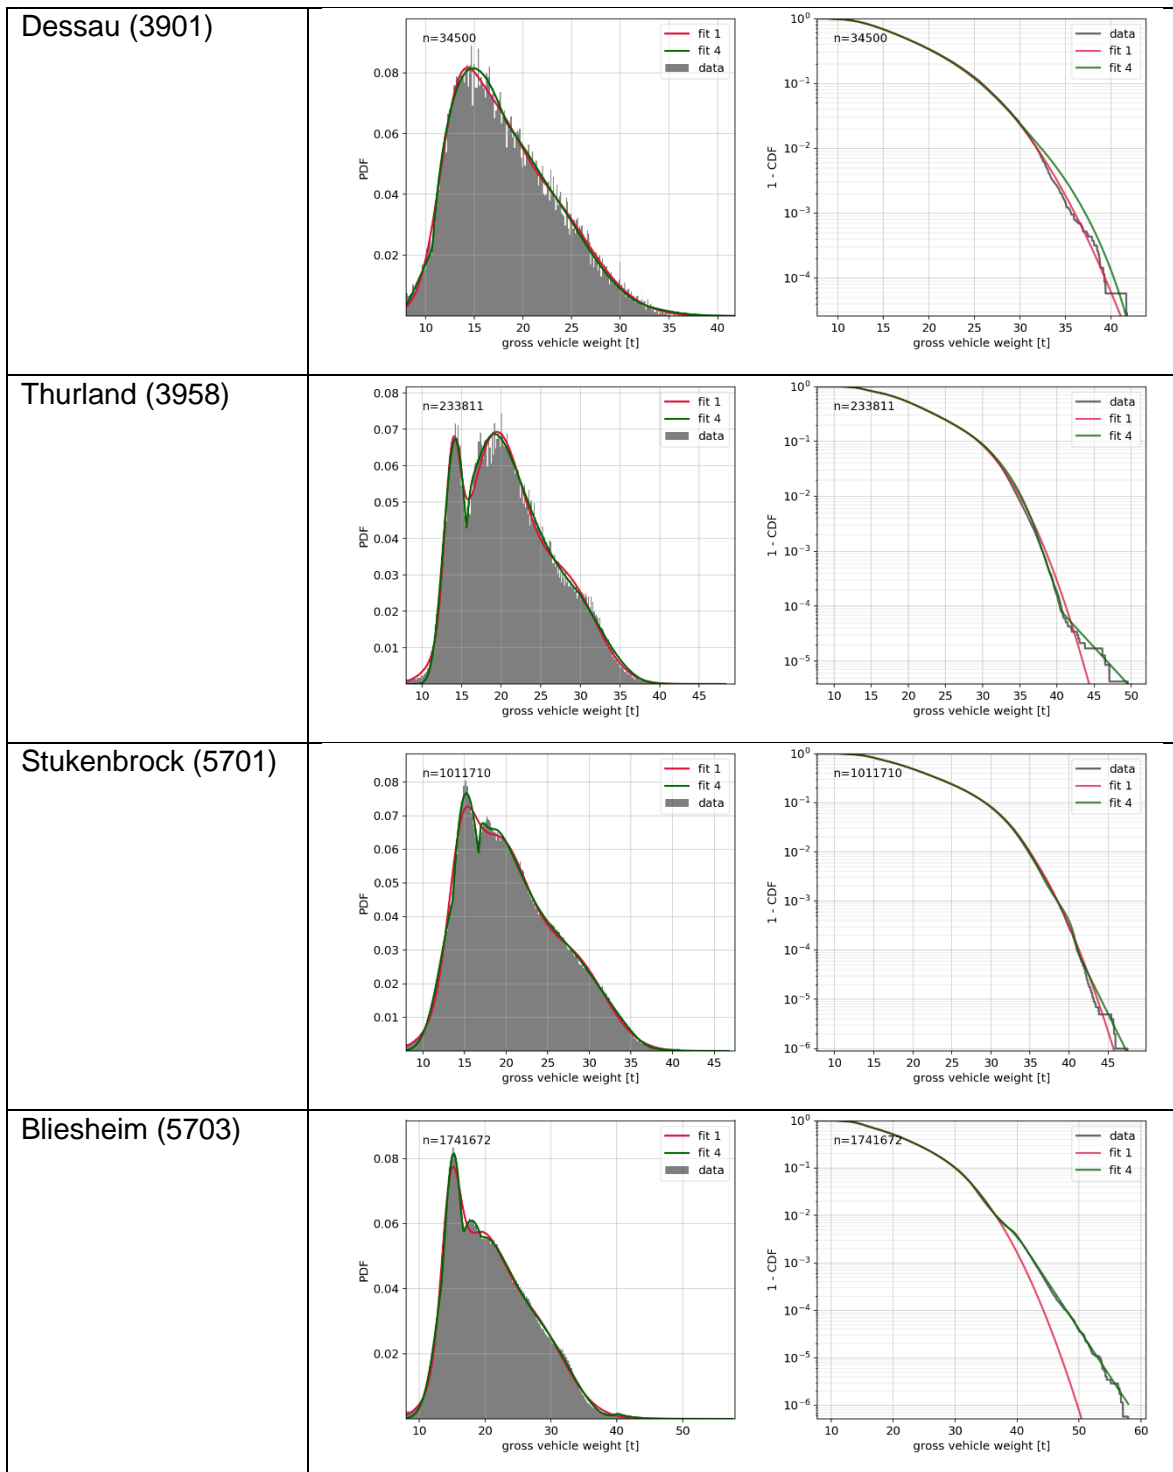 Dessau (3901)
n=34500
fit 1
fit 4
data
PDF
0.08
0.06
0.04
0.02
10 15 20 25 30 35 40
gross vehicle weight [t]
n=34500
data
fit 1
fit 4
1 - CDF
10⁰
10⁻¹
10⁻²
10⁻³
10⁻⁴
10 15 20 25 30 35 40
gross vehicle weight [t]
Thurland (3958)
n=233811
fit 1
fit 4
data
PDF
0.08
0.07
0.06
0.05
0.04
0.03
0.02
0.01
10 15 20 25 30 35 40 45
gross vehicle weight [t]
n=233811
data
fit 1
fit 4
1 - CDF
10⁰
10⁻¹
10⁻²
10⁻³
10⁻⁴
10⁻⁵
10 15 20 25 30 35 40 45 50
gross vehicle weight [t]
Stukenbrock (5701)
n=1011710
fit 1
fit 4
data
PDF
0.08
0.07
0.06
0.05
0.04
0.03
0.02
0.01
10 15 20 25 30 35 40 45
gross vehicle weight [t]
n=1011710
data
fit 1
fit 4
1 - CDF
10⁰
10⁻¹
10⁻²
10⁻³
10⁻⁴
10⁻⁵
10⁻⁶
10 15 20 25 30 35 40 45
gross vehicle weight [t]
Bliesheim (5703)
n=1741672
fit 1
fit 4
data
PDF
0.08
0.06
0.04
0.02
10 20 30 40 50
gross vehicle weight [t]
n=1741672
data
fit 1
fit 4
1 - CDF
10⁰
10⁻¹
10⁻²
10⁻³
10⁻⁴
10⁻⁵
10⁻⁶
10 20 30 40 50 60
gross vehicle weight [t]